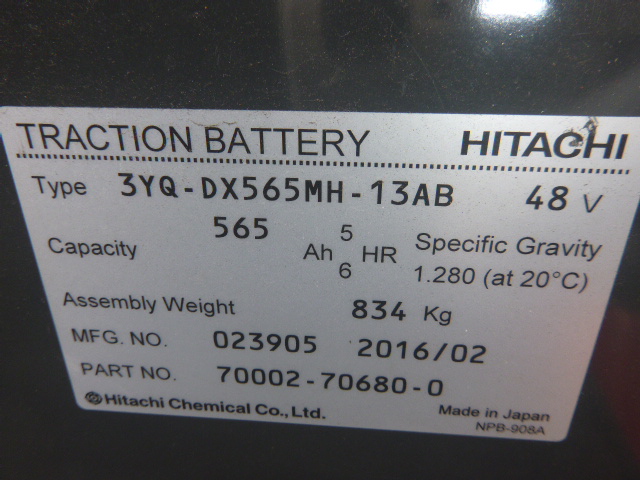 TRACTION BATTERY HITACHI
Type 3YQ-DX565MH-13AB 48 V
Capacity 565 Ah 5 HR Specific Gravity
6 1.280 (at 20°C)
Assembly Weight 834 Kg
MFG. NO. 023905 2016/02
PART NO. 70002-70680-0
Hitachi Chemical Co., Ltd. Made in Japan
NPB-908A